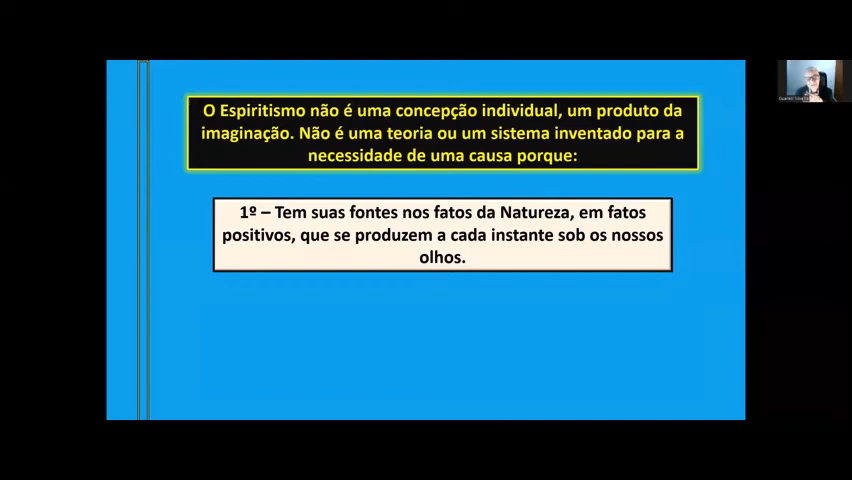 O Espiritismo não é uma concepção individual, um produto da
imaginação. Não é uma teoria ou um sistema inventado para a
necessidade de uma causa porque:
1º – Tem suas fontes nos fatos da Natureza, em fatos
positivos, que se produzem a cada instante sob os nossos
olhos.